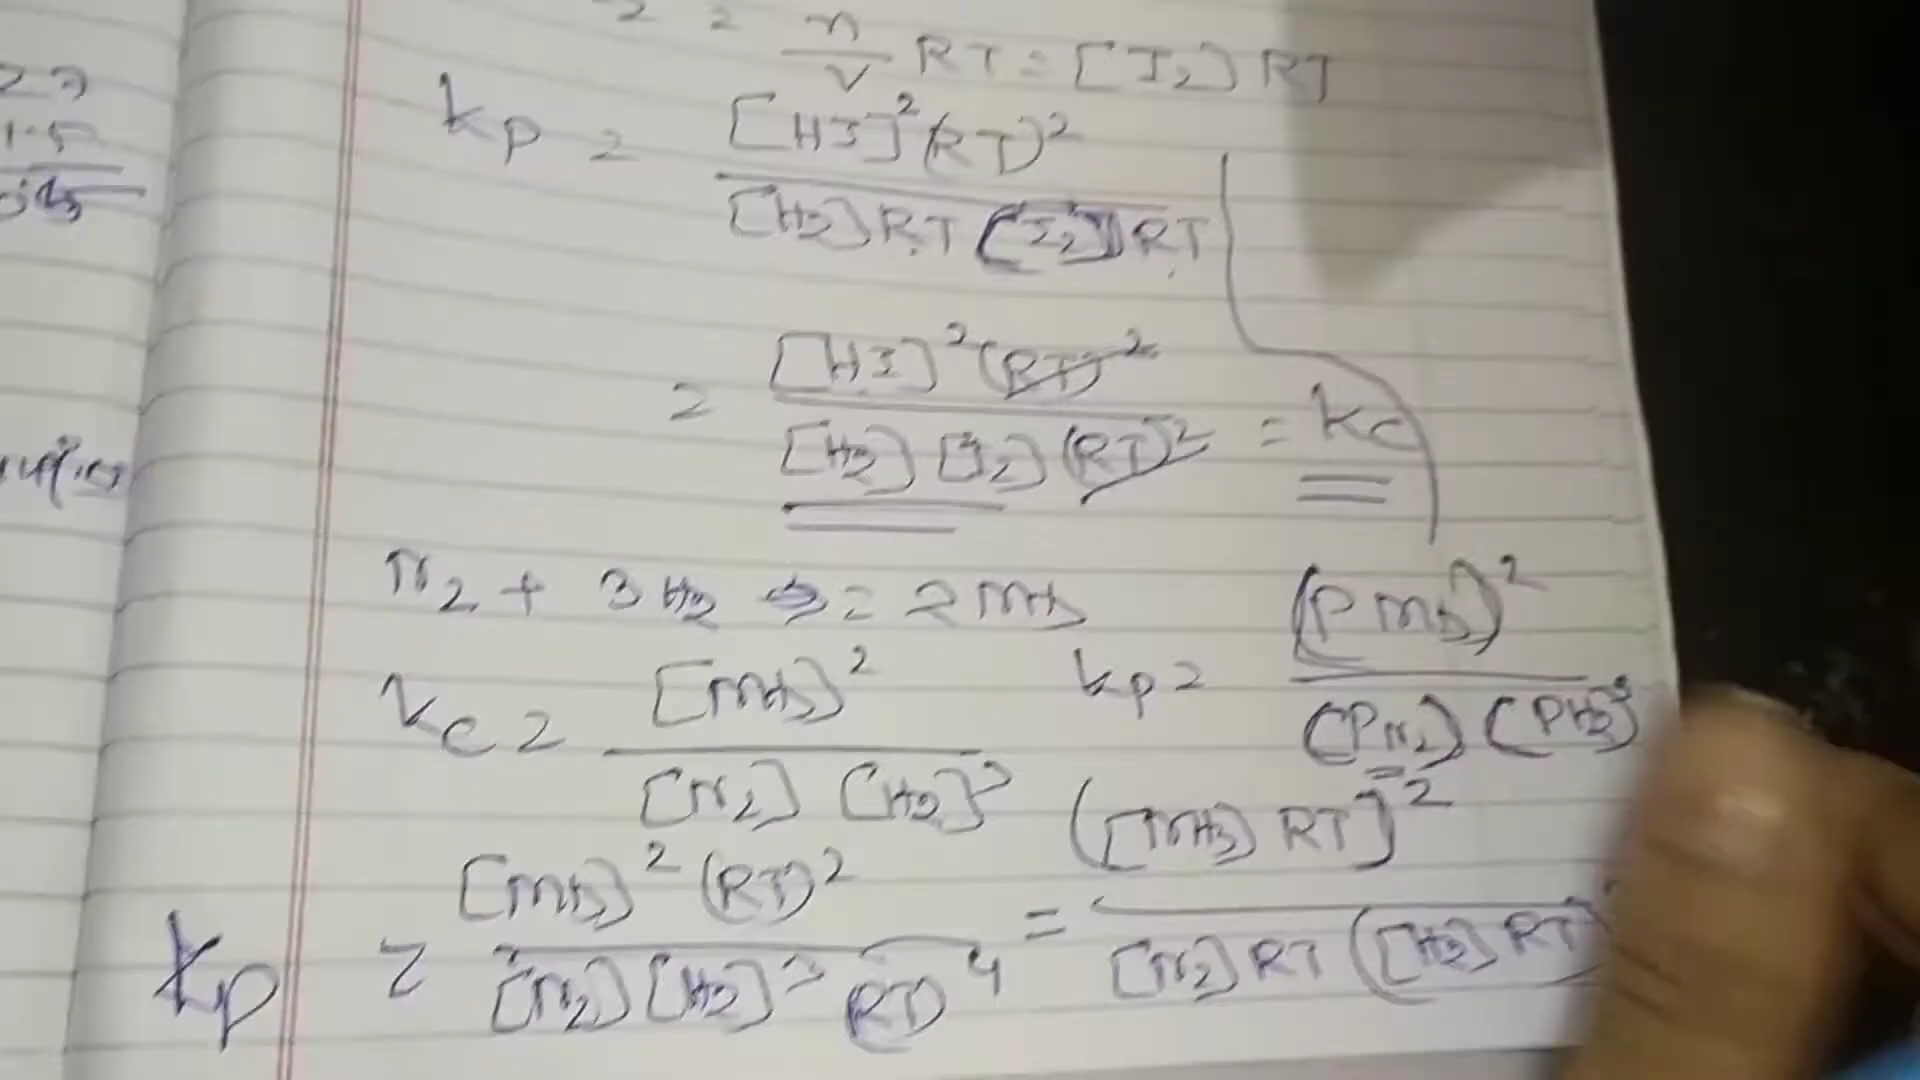 = n/V RT = [I2] RT
Kp = [HI]^2 (RT)^2
[H2] RT [I2] RT
= [HI]^2 (RT)^2
[H2] [I2] (RT)^2 = Kc
N2 + 3H2 = 2NH3
(PNH3)^2
Kc = [NH3]^2 Kp =
(PN2) (PH2)^3
[N2] [H2]^3
([NH3] RT)^2
Kp = [NH3]^2 (RT)^2 =
[N2] [H2]^3 (RT)^4
[N2] RT ([H2] RT)